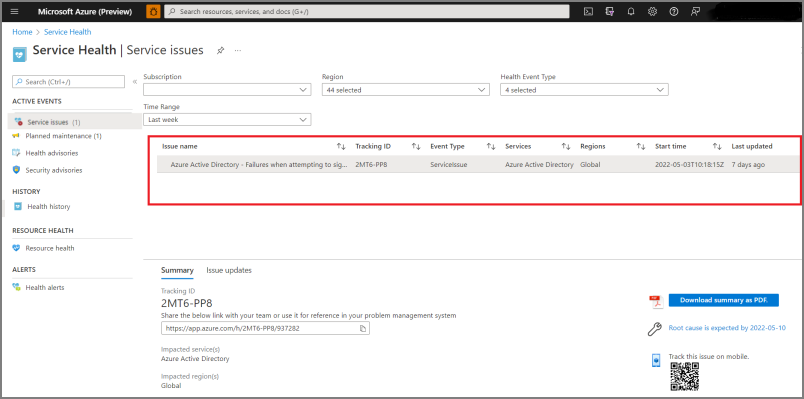 Microsoft Azure (Preview)
Search resources, services, and docs (G+/)
Home > Service Health
Service Health | Service issues
Search (Ctrl+/)
ACTIVE EVENTS
Service issues (1)
Planned maintenance (1)
Health advisories
Security advisories
HISTORY
Health history
RESOURCE HEALTH
Resource health
ALERTS
Health alerts
Subscription
Region
44 selected
Health Event Type
4 selected
Time Range
Last week
Issue name Tracking ID Event Type Services Regions Start time Last updated
Azure Active Directory - Failures when attempting to sig... 2MT6-PP8 ServiceIssue Azure Active Directory Global 2022-05-03T10:18:15Z 7 days ago
Summary Issue updates
Tracking ID
2MT6-PP8
Share the below link with your team or use it for reference in your problem management system
https://app.azure.com/h/2MT6-PP8/937282
Impacted service(s)
Azure Active Directory
Impacted region(s)
Global
Download summary as PDF.
Root cause is expected by 2022-05-10
Track this issue on mobile.